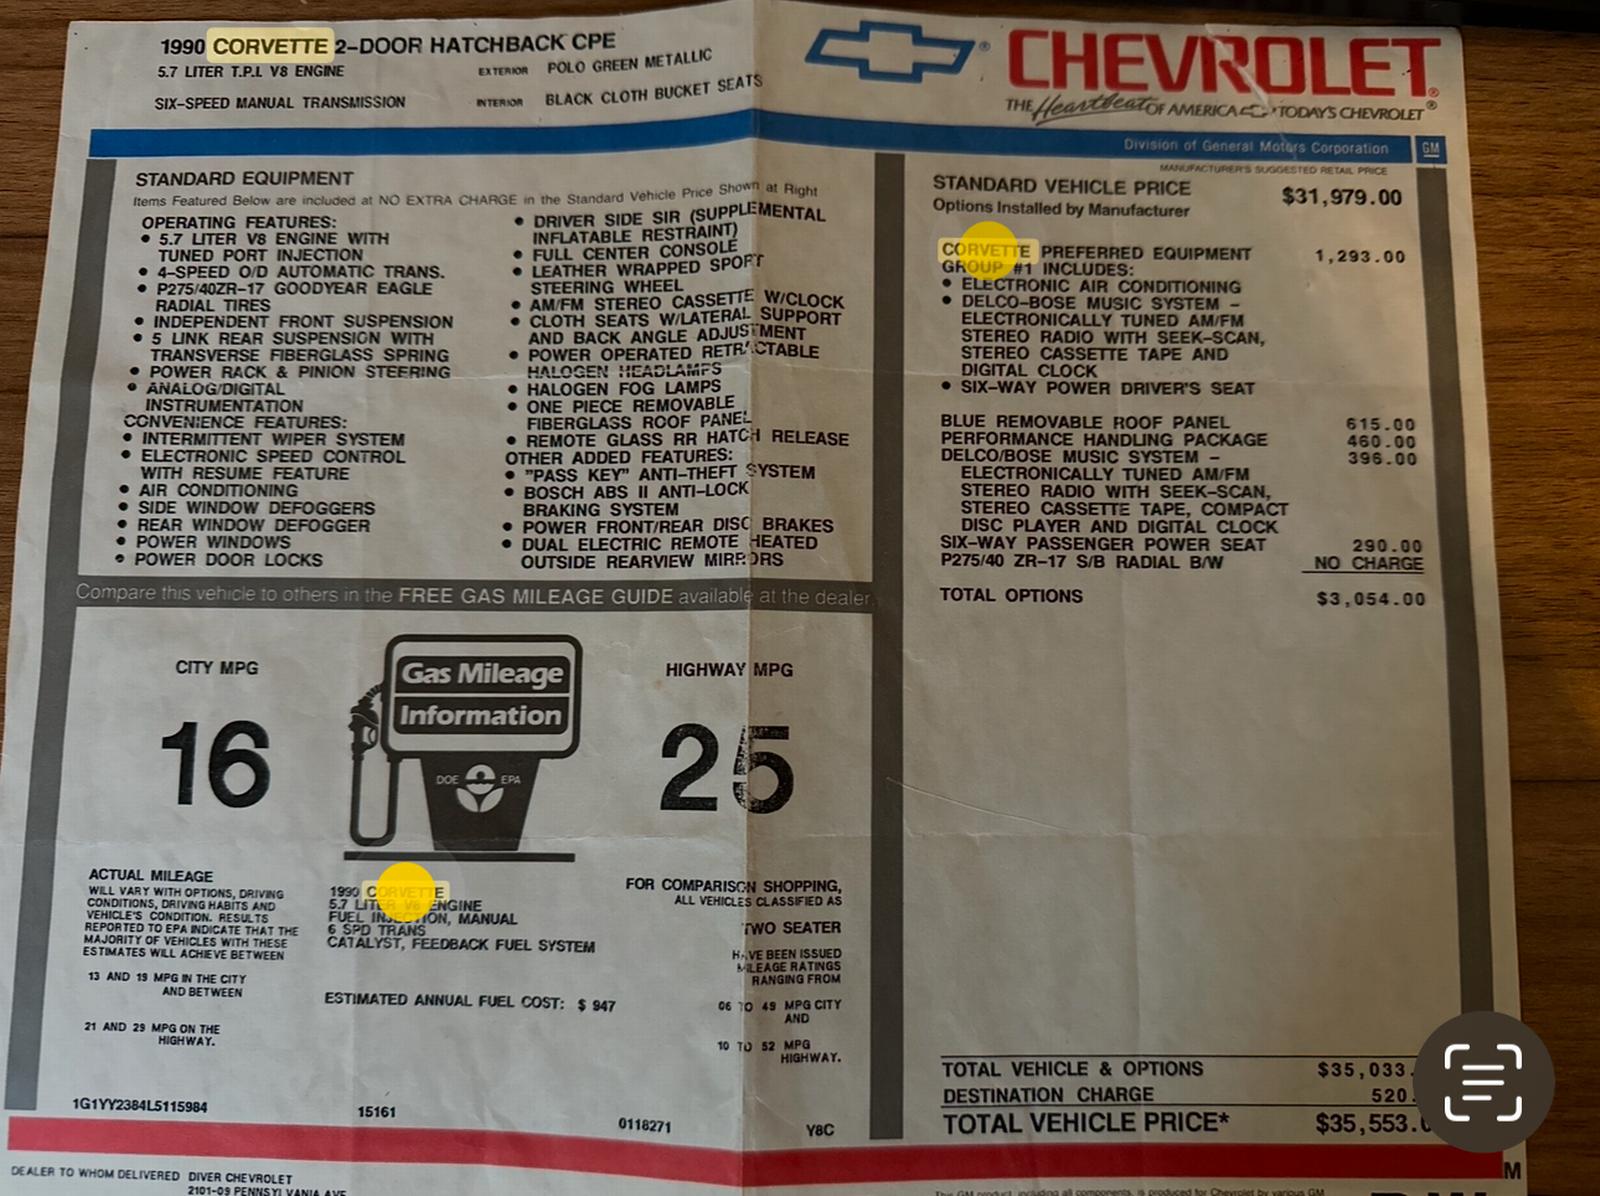 1990 CORVETTE 2-DOOR HATCHBACK CPE
5.7 LITER T.P.I. V8 ENGINE
EXTERIOR POLO GREEN METALLIC
SIX-SPEED MANUAL TRANSMISSION
INTERIOR BLACK CLOTH BUCKET SEATS
CHEVROLET®
THE Heartbeat OF AMERICA TODAY'S CHEVROLET®
Division of General Motors Corporation GM
STANDARD EQUIPMENT
Items Featured Below are included at NO EXTRA CHARGE in the Standard Vehicle Price Shown at Right
OPERATING FEATURES:
• 5.7 LITER V8 ENGINE WITH
TUNED PORT INJECTION
• 4-SPEED O/D AUTOMATIC TRANS.
• P275/40ZR-17 GOODYEAR EAGLE
RADIAL TIRES
• INDEPENDENT FRONT SUSPENSION
• 5 LINK REAR SUSPENSION WITH
TRANSVERSE FIBERGLASS SPRING
• POWER RACK & PINION STEERING
• ANALOG/DIGITAL
INSTRUMENTATION
CONVENIENCE FEATURES:
• INTERMITTENT WIPER SYSTEM
• ELECTRONIC SPEED CONTROL
WITH RESUME FEATURE
• AIR CONDITIONING
• SIDE WINDOW DEFOGGERS
• REAR WINDOW DEFOGGER
• POWER WINDOWS
• POWER DOOR LOCKS
• DRIVER SIDE SIR (SUPPLEMENTAL
INFLATABLE RESTRAINT)
• FULL CENTER CONSOLE
• LEATHER WRAPPED SPORT
STEERING WHEEL
• AM/FM STEREO CASSETTE W/CLOCK
• CLOTH SEATS W/LATERAL SUPPORT
AND BACK ANGLE ADJUSTMENT
• POWER OPERATED RETRACTABLE
HALOGEN HEADLAMPS
• HALOGEN FOG LAMPS
• ONE PIECE REMOVABLE
FIBERGLASS ROOF PANEL
• REMOTE GLASS RR HATCH RELEASE
OTHER ADDED FEATURES:
• "PASS KEY" ANTI-THEFT SYSTEM
• BOSCH ABS II ANTI-LOCK
BRAKING SYSTEM
• POWER FRONT/REAR DISC BRAKES
• DUAL ELECTRIC REMOTE HEATED
OUTSIDE REARVIEW MIRRORS
MANUFACTURER'S SUGGESTED RETAIL PRICE
STANDARD VEHICLE PRICE $31,979.00
Options Installed by Manufacturer
CORVETTE PREFERRED EQUIPMENT 1,293.00
GROUP #1 INCLUDES:
• ELECTRONIC AIR CONDITIONING
• DELCO-BOSE MUSIC SYSTEM -
ELECTRONICALLY TUNED AM/FM
STEREO RADIO WITH SEEK-SCAN,
STEREO CASSETTE TAPE AND
DIGITAL CLOCK
• SIX-WAY POWER DRIVER'S SEAT
BLUE REMOVABLE ROOF PANEL 615.00
PERFORMANCE HANDLING PACKAGE 460.00
DELCO/BOSE MUSIC SYSTEM - 396.00
ELECTRONICALLY TUNED AM/FM
STEREO RADIO WITH SEEK-SCAN,
STEREO CASSETTE TAPE, COMPACT
DISC PLAYER AND DIGITAL CLOCK
SIX-WAY PASSENGER POWER SEAT 290.00
P275/40 ZR-17 S/B RADIAL B/W NO CHARGE
TOTAL OPTIONS $3,054.00
Compare this vehicle to others in the FREE GAS MILEAGE GUIDE available at the dealer.
CITY MPG
16
Gas Mileage
Information
DOE EPA
HIGHWAY MPG
25
ACTUAL MILEAGE
WILL VARY WITH OPTIONS, DRIVING
CONDITIONS, DRIVING HABITS AND
VEHICLE'S CONDITION. RESULTS
REPORTED TO EPA INDICATE THAT THE
MAJORITY OF VEHICLES WITH THESE
ESTIMATES WILL ACHIEVE BETWEEN
13 AND 19 MPG IN THE CITY
AND BETWEEN
21 AND 29 MPG ON THE
HIGHWAY.
1990 CORVETTE
5.7 LITER V8 ENGINE
FUEL INJECTION, MANUAL
6 SPD TRANS
CATALYST, FEEDBACK FUEL SYSTEM
ESTIMATED ANNUAL FUEL COST: $ 947
FOR COMPARISON SHOPPING,
ALL VEHICLES CLASSIFIED AS
TWO SEATER
HAVE BEEN ISSUED
MILEAGE RATINGS
RANGING FROM
06 TO 49 MPG CITY
AND
10 TO 52 MPG
HIGHWAY.
TOTAL VEHICLE & OPTIONS $35,033.
DESTINATION CHARGE 520.
TOTAL VEHICLE PRICE* $35,553.
1G1YY2384L5115984 15161 0118271 Y8C
DEALER TO WHOM DELIVERED DIVER CHEVROLET
2101-09 PENNSYLVANIA AVE
This GM product, including all components, is produced for Chevrolet by various GM